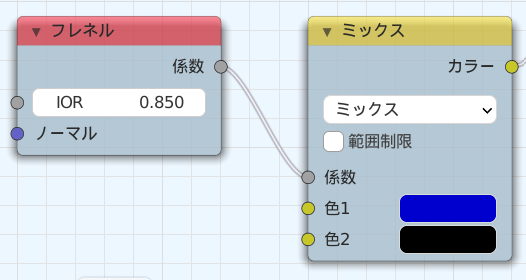 フレネル
係数
IOR 0.850
ノーマル
ミックス
カラー
ミックス
範囲制限
係数
色1
色2